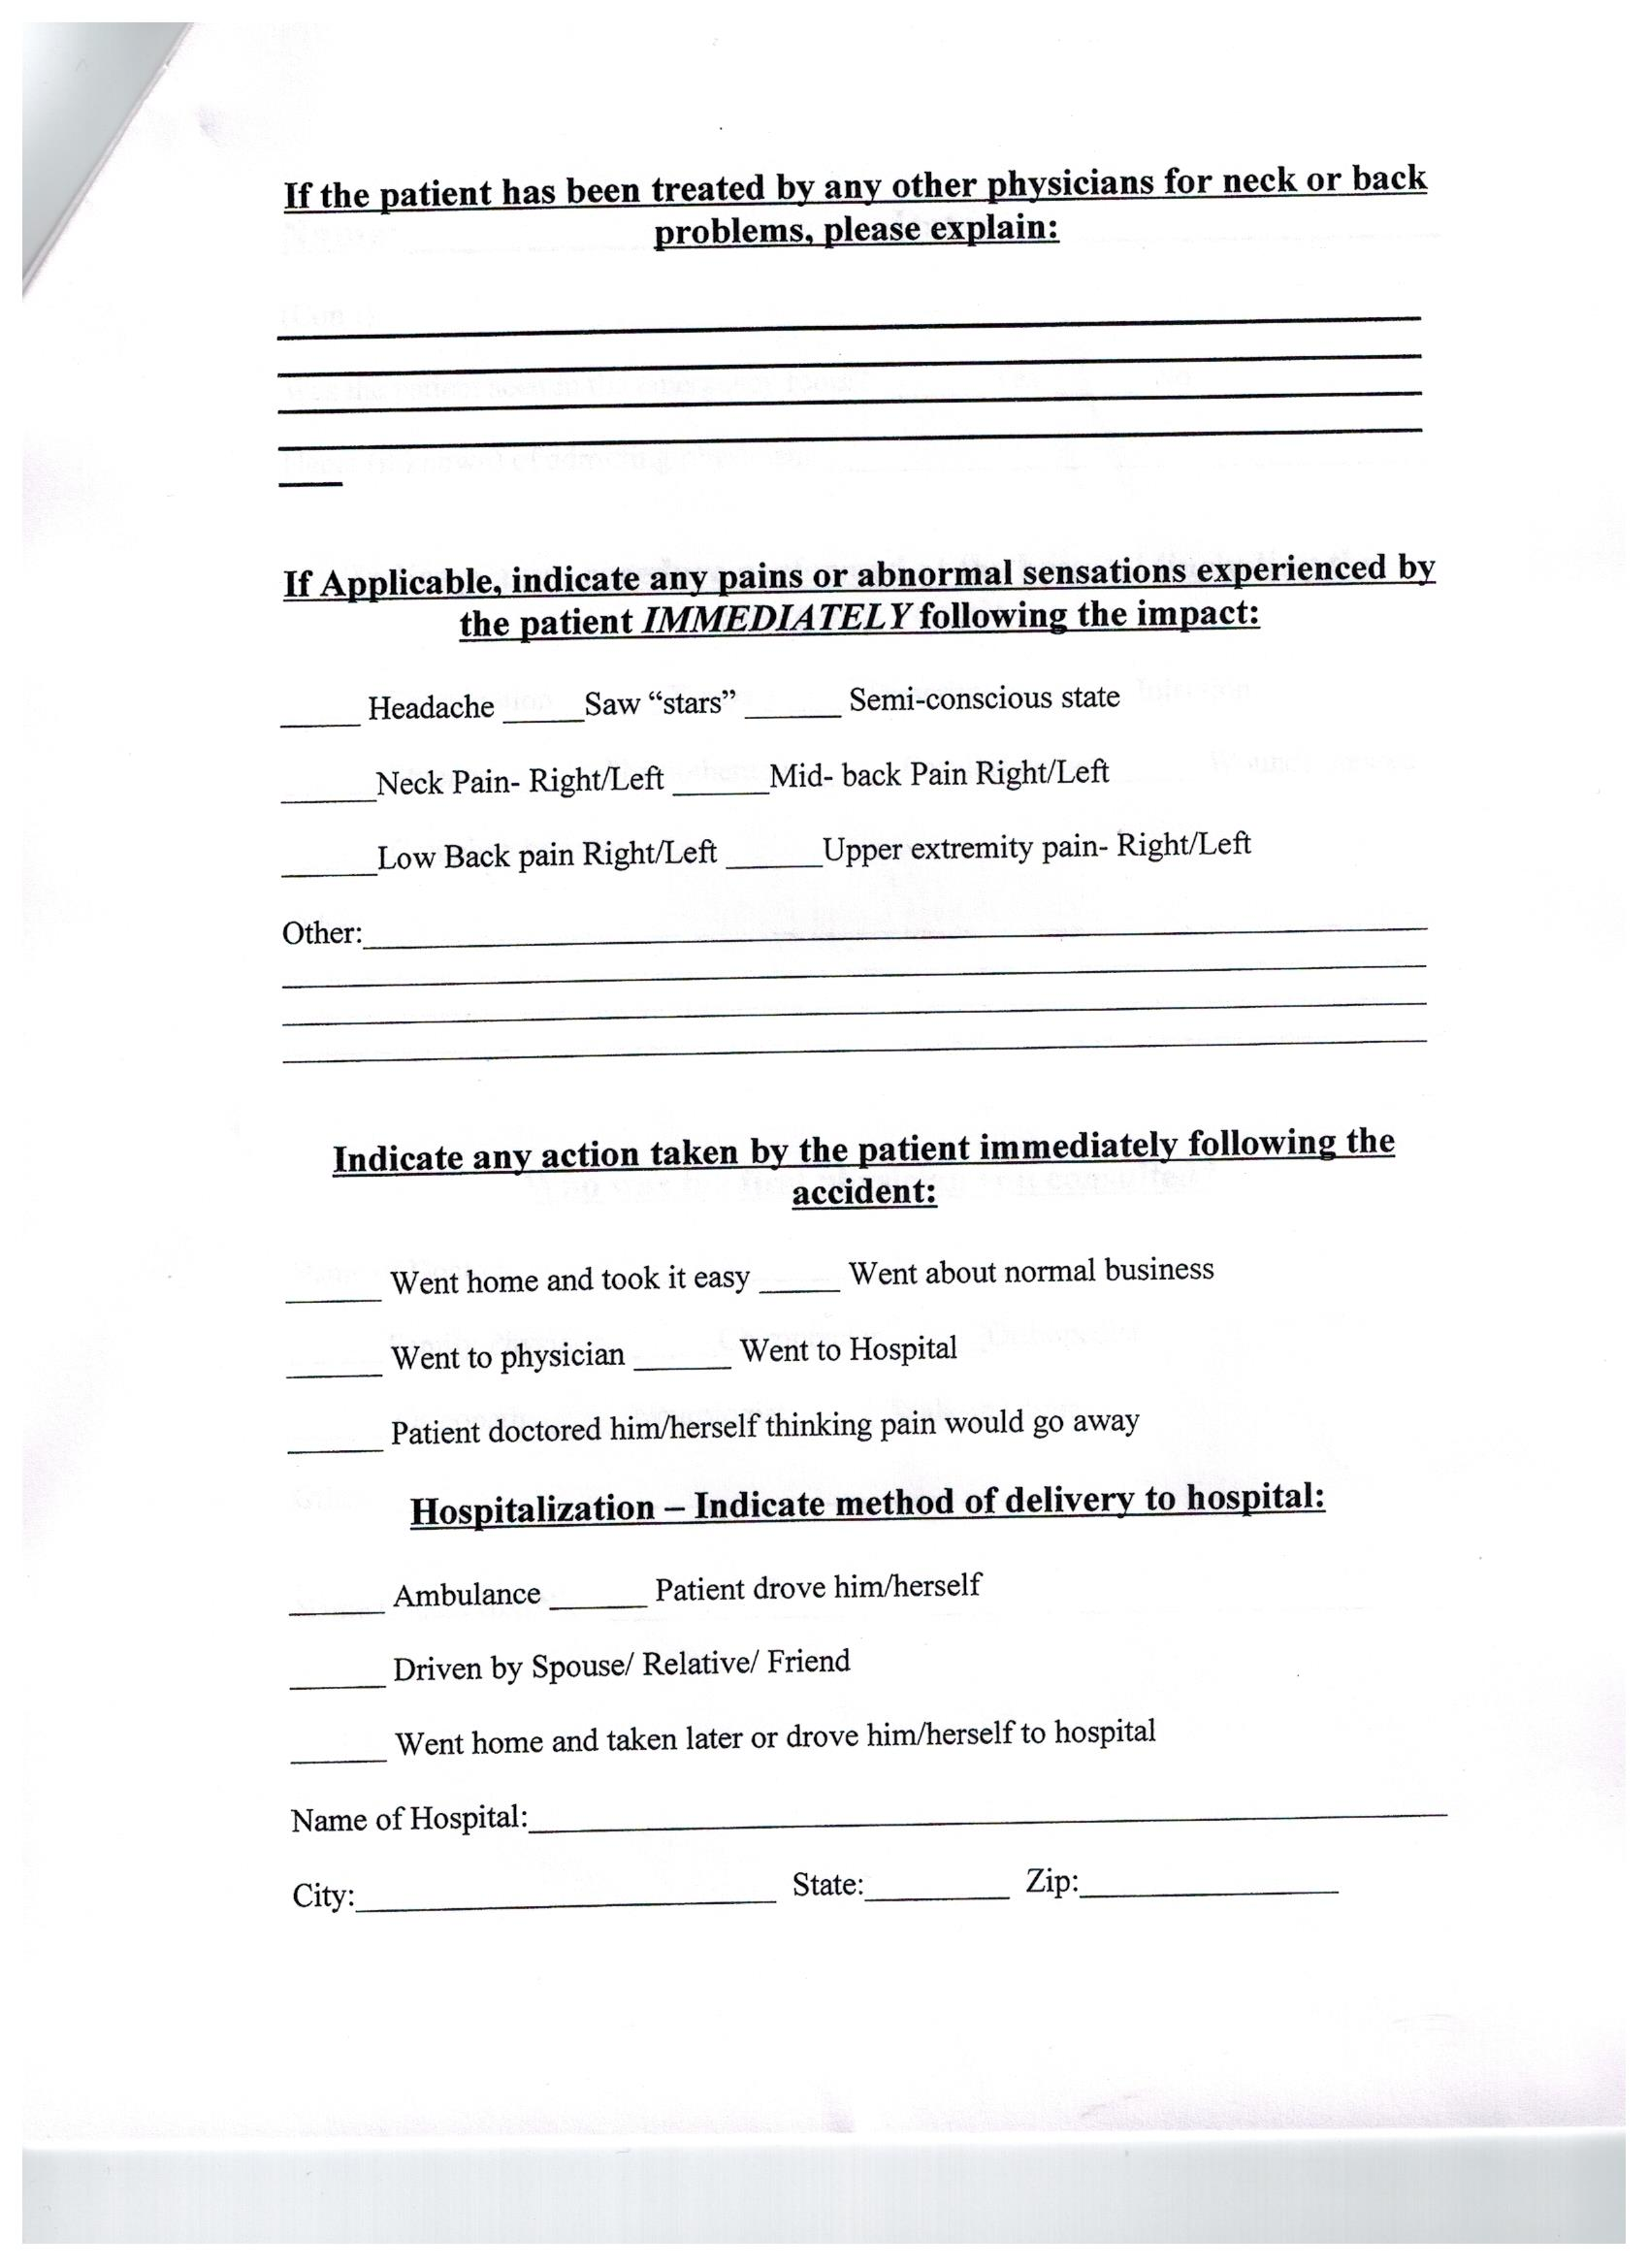 If the patient has been treated by any other physicians for neck or back
problems, please explain:
If Applicable, indicate any pains or abnormal sensations experienced by
the patient IMMEDIATELY following the impact:
_____ Headache _____Saw “stars”______ Semi-conscious state
______Neck Pain- Right/Left ______Mid- back Pain Right/Left
______Low Back pain Right/Left ______Upper extremity pain- Right/Left
Other:
Indicate any action taken by the patient immediately following the
accident:
______ Went home and took it easy _____ Went about normal business
______ Went to physician ______ Went to Hospital
______ Patient doctored him/herself thinking pain would go away
Hospitalization – Indicate method of delivery to hospital:
______ Ambulance ______ Patient drove him/herself
______ Driven by Spouse/ Relative/ Friend
______ Went home and taken later or drove him/herself to hospital
Name of Hospital:
City:__________________________ State:_________ Zip:________________